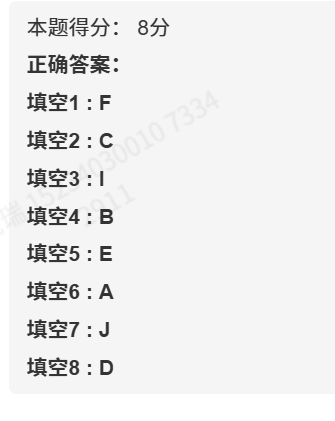 本题得分： 8分
正确答案：
填空1 : F
填空2 : C
填空3 : I
填空4 : B
填空5 : E
填空6 : A
填空7 : J
填空8 : D